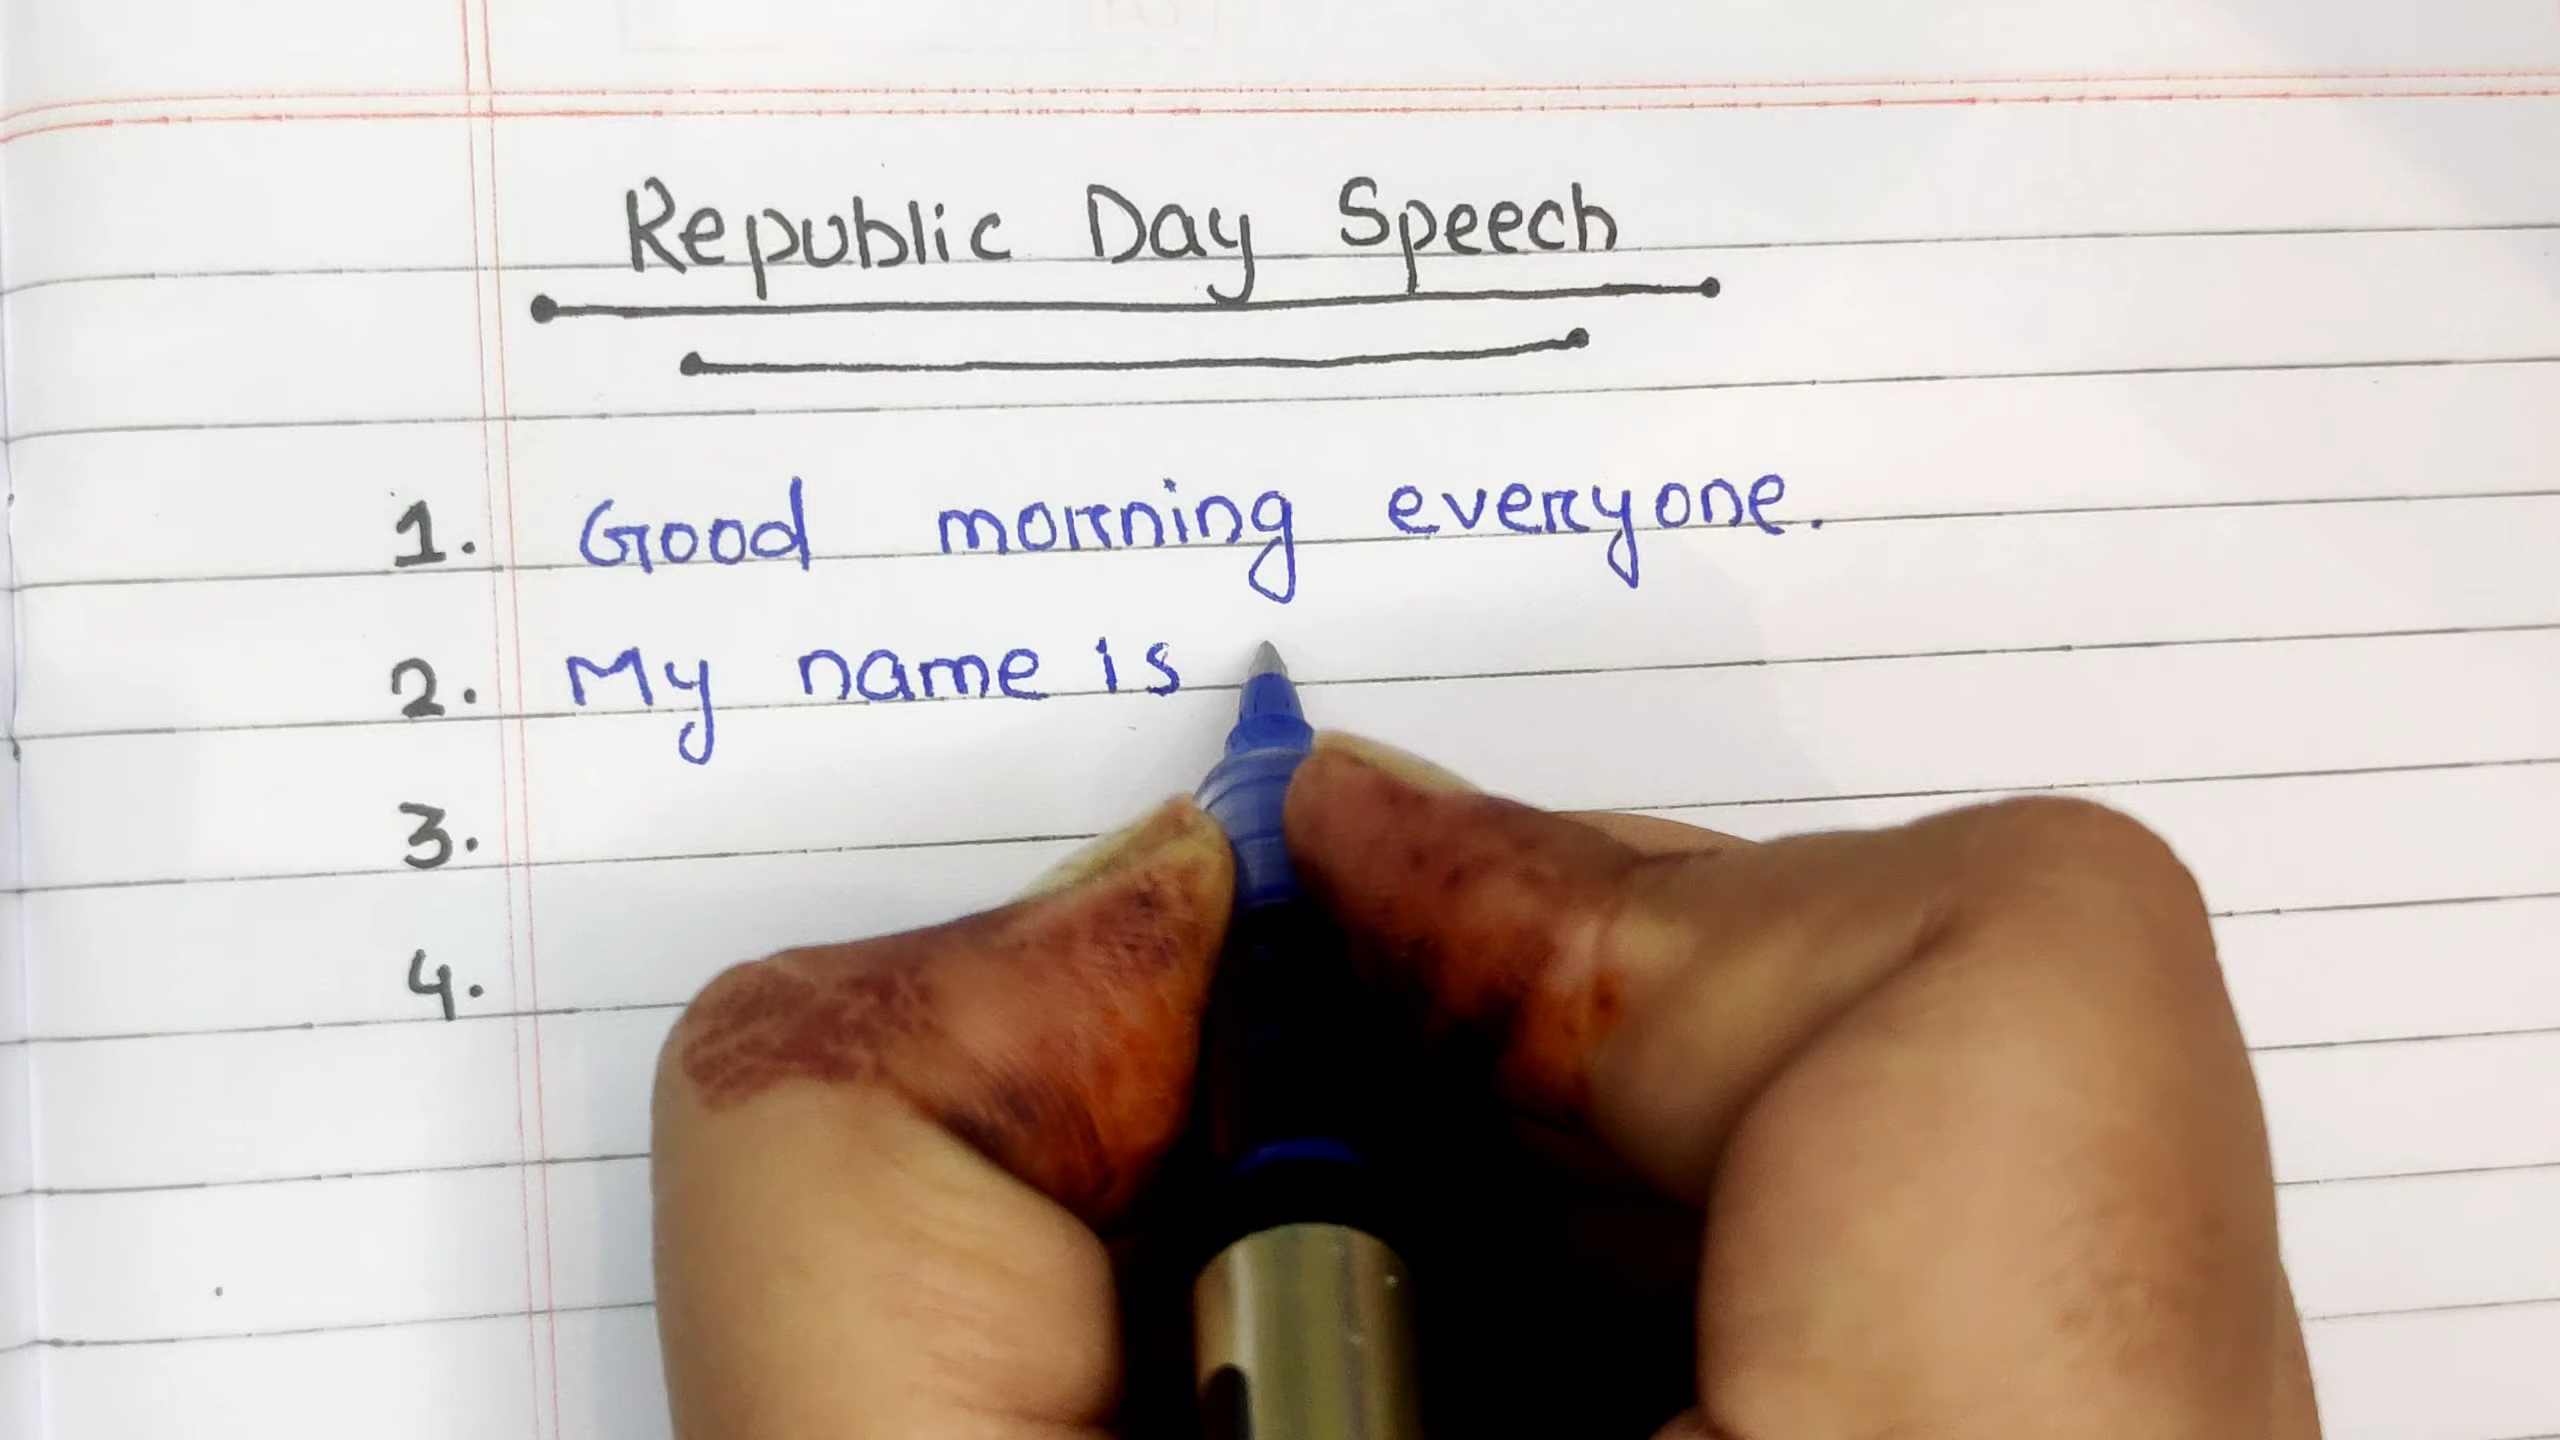 Republic Day Speech
1. Good morning everyone.
2. My name is
3.
4.